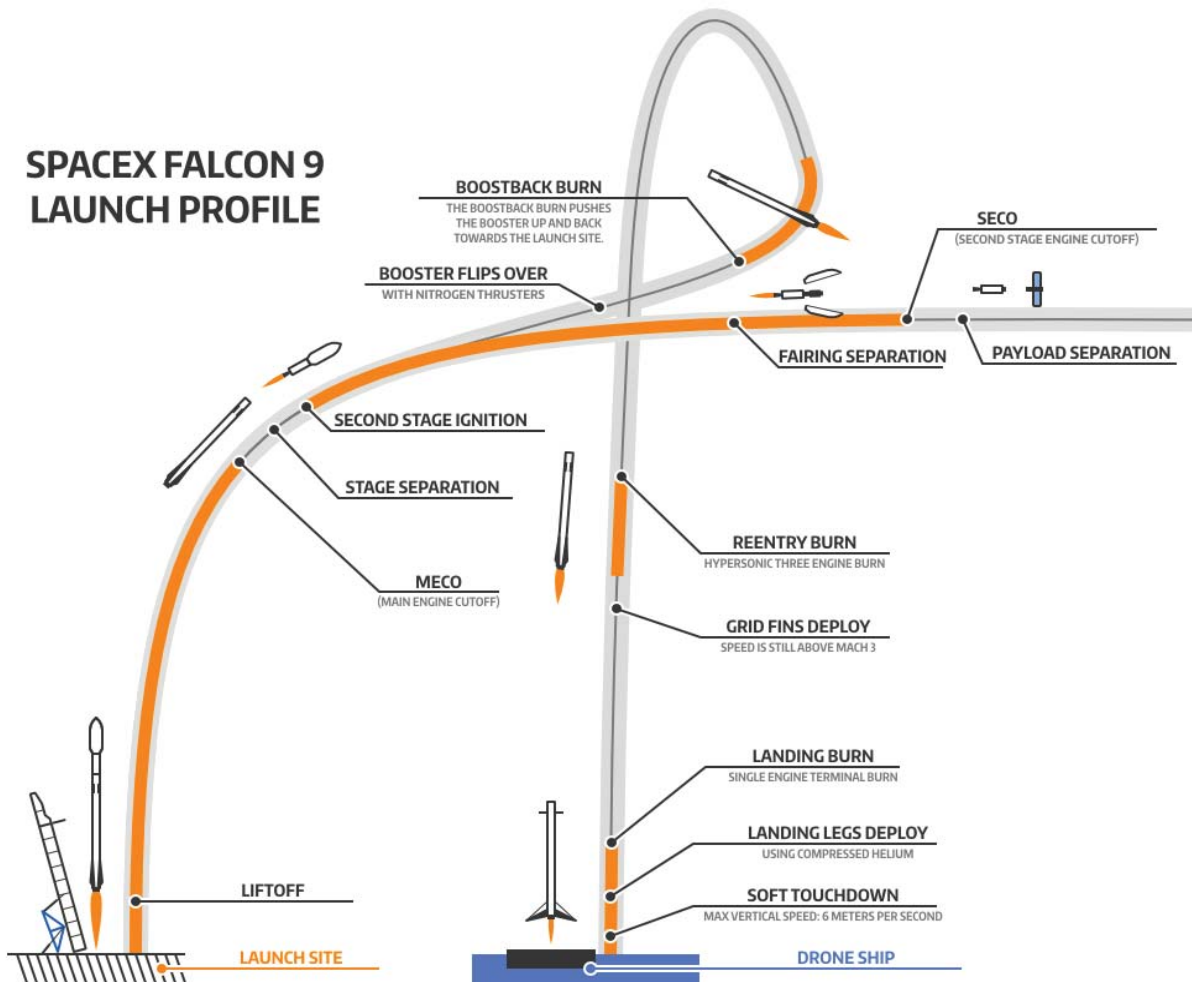 SPACEX FALCON 9
LAUNCH PROFILE
BOOSTBACK BURN
THE BOOSTBACK BURN PUSHES
THE BOOSTER UP AND BACK
TOWARDS THE LAUNCH SITE.
BOOSTER FLIPS OVER
WITH NITROGEN THRUSTERS
SECO
(SECOND STAGE ENGINE CUTOFF)
FAIRING SEPARATION
PAYLOAD SEPARATION
SECOND STAGE IGNITION
STAGE SEPARATION
MECO
(MAIN ENGINE CUTOFF)
REENTRY BURN
HYPERSONIC THREE ENGINE BURN
GRID FINS DEPLOY
SPEED IS STILL ABOVE MACH 3
LANDING BURN
SINGLE ENGINE TERMINAL BURN
LANDING LEGS DEPLOY
USING COMPRESSED HELIUM
SOFT TOUCHDOWN
MAX VERTICAL SPEED: 6 METERS PER SECOND
LIFTOFF
LAUNCH SITE
DRONE SHIP